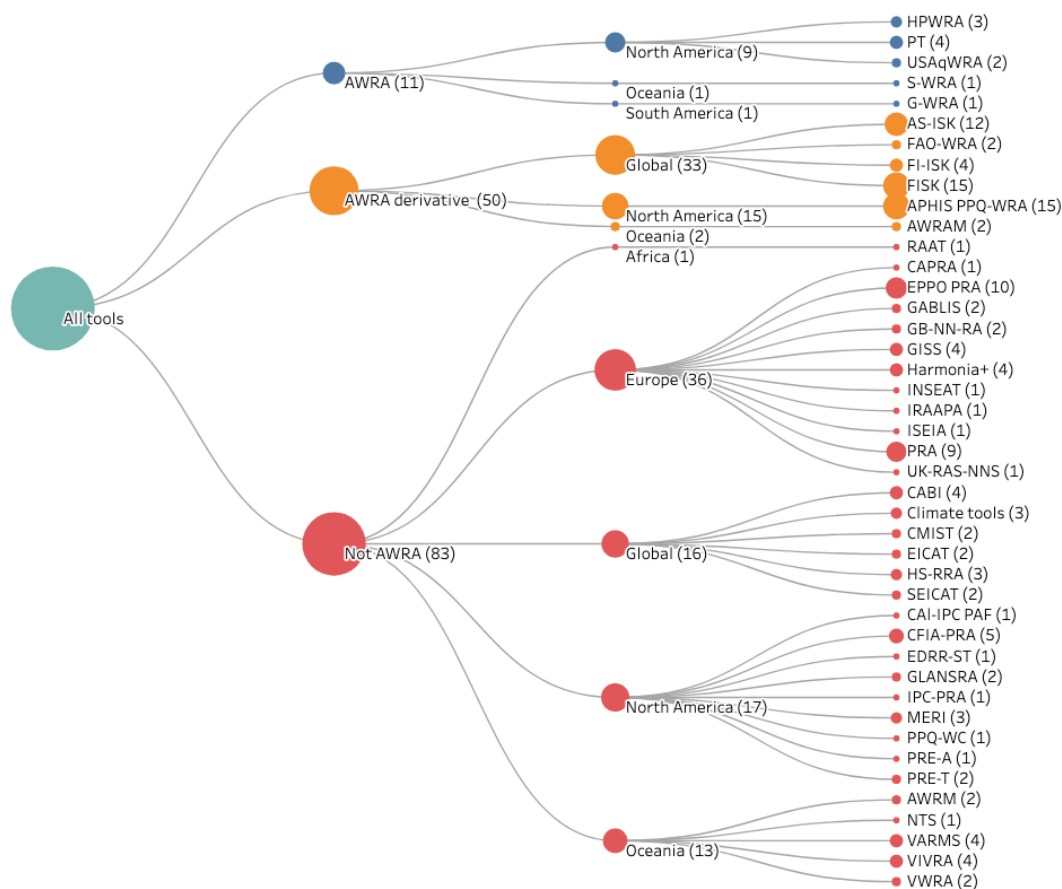 All tools
AWRA (11)
AWRA derivative (50)
Not AWRA (83)
North America (9)
Oceania (1)
South America (1)
Global (33)
North America (15)
Oceania (2)
Africa (1)
Europe (36)
Global (16)
North America (17)
Oceania (13)
HPWRA (3)
PT (4)
USAqWRA (2)
S-WRA (1)
G-WRA (1)
AS-ISK (12)
FAO-WRA (2)
FI-ISK (4)
FISK (15)
APHIS PPQ-WRA (15)
AWRAM (2)
RAAT (1)
CAPRA (1)
EPPO PRA (10)
GABLIS (2)
GB-NN-RA (2)
GISS (4)
Harmonia+ (4)
INSEAT (1)
IRAAPA (1)
ISEIA (1)
PRA (9)
UK-RAS-NNS (1)
CABI (4)
Climate tools (3)
CMIST (2)
EICAT (2)
HS-RRA (3)
SEICAT (2)
CAI-IPC PAF (1)
CFIA-PRA (5)
EDRR-ST (1)
GLANSRA (2)
IPC-PRA (1)
MERI (3)
PPQ-WC (1)
PRE-A (1)
PRE-T (2)
AWRM (2)
NTS (1)
VARMS (4)
VIVRA (4)
VWRA (2)